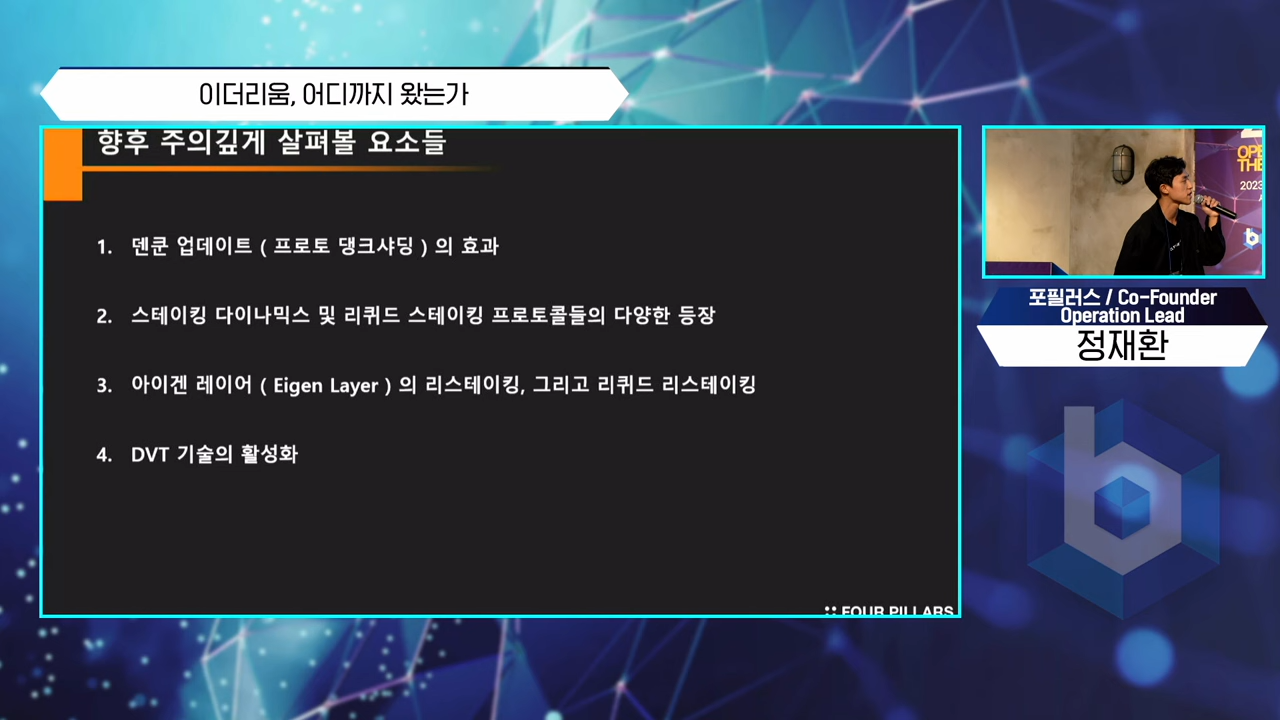 이더리움, 어디까지 왔는가
향후 주의깊게 살펴볼 요소들
1. 덴쿤 업데이트 ( 프로토 댕크샤딩 ) 의 효과
2. 스테이킹 다이나믹스 및 리퀴드 스테이킹 프로토콜들의 다양한 등장
3. 아이겐 레이어 ( Eigen Layer ) 의 리스테이킹, 그리고 리퀴드 리스테이킹
4. DVT 기술의 활성화
FOUR PILLARS
2023
포필러스 / Co-Founder
Operation Lead
정재환